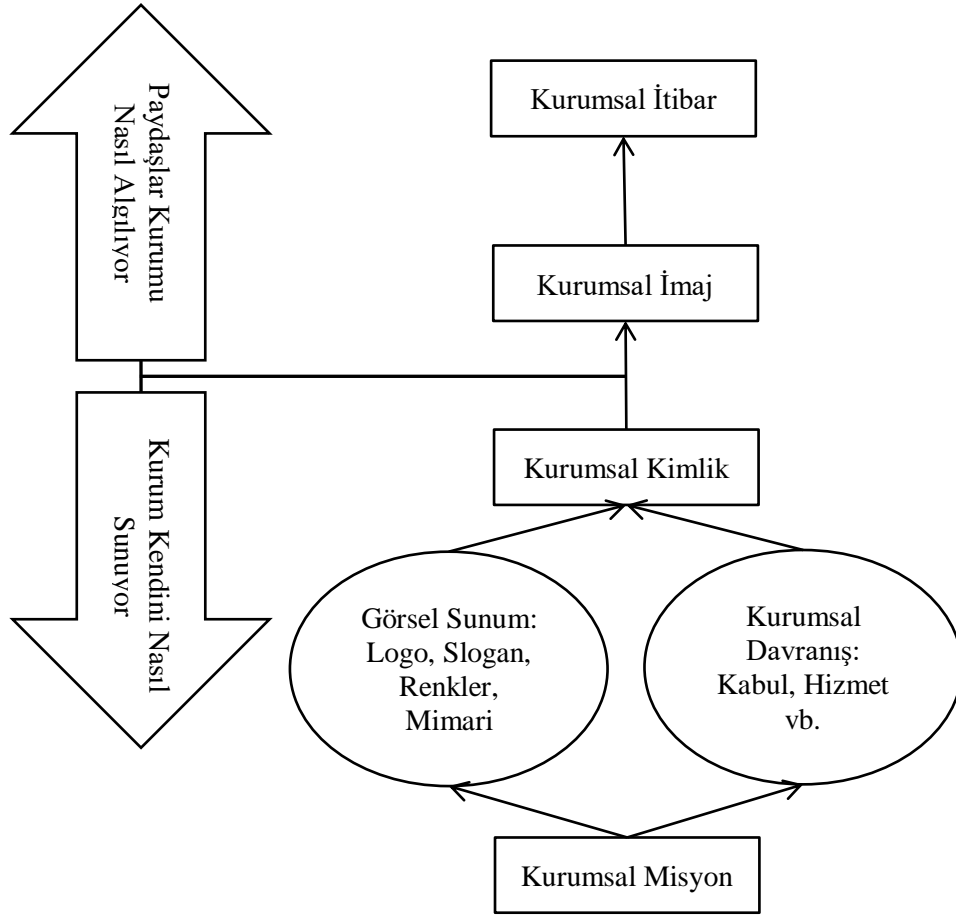 Paydaşlar Kurumu
Nasıl Algılıyor
Kurum Kendini Nasıl
Sunuyor
Kurumsal İtibar
Kurumsal İmaj
Kurumsal Kimlik
Görsel Sunum:
Logo, Slogan,
Renkler,
Mimari
Kurumsal
Davranış:
Kabul, Hizmet
vb.
Kurumsal Misyon